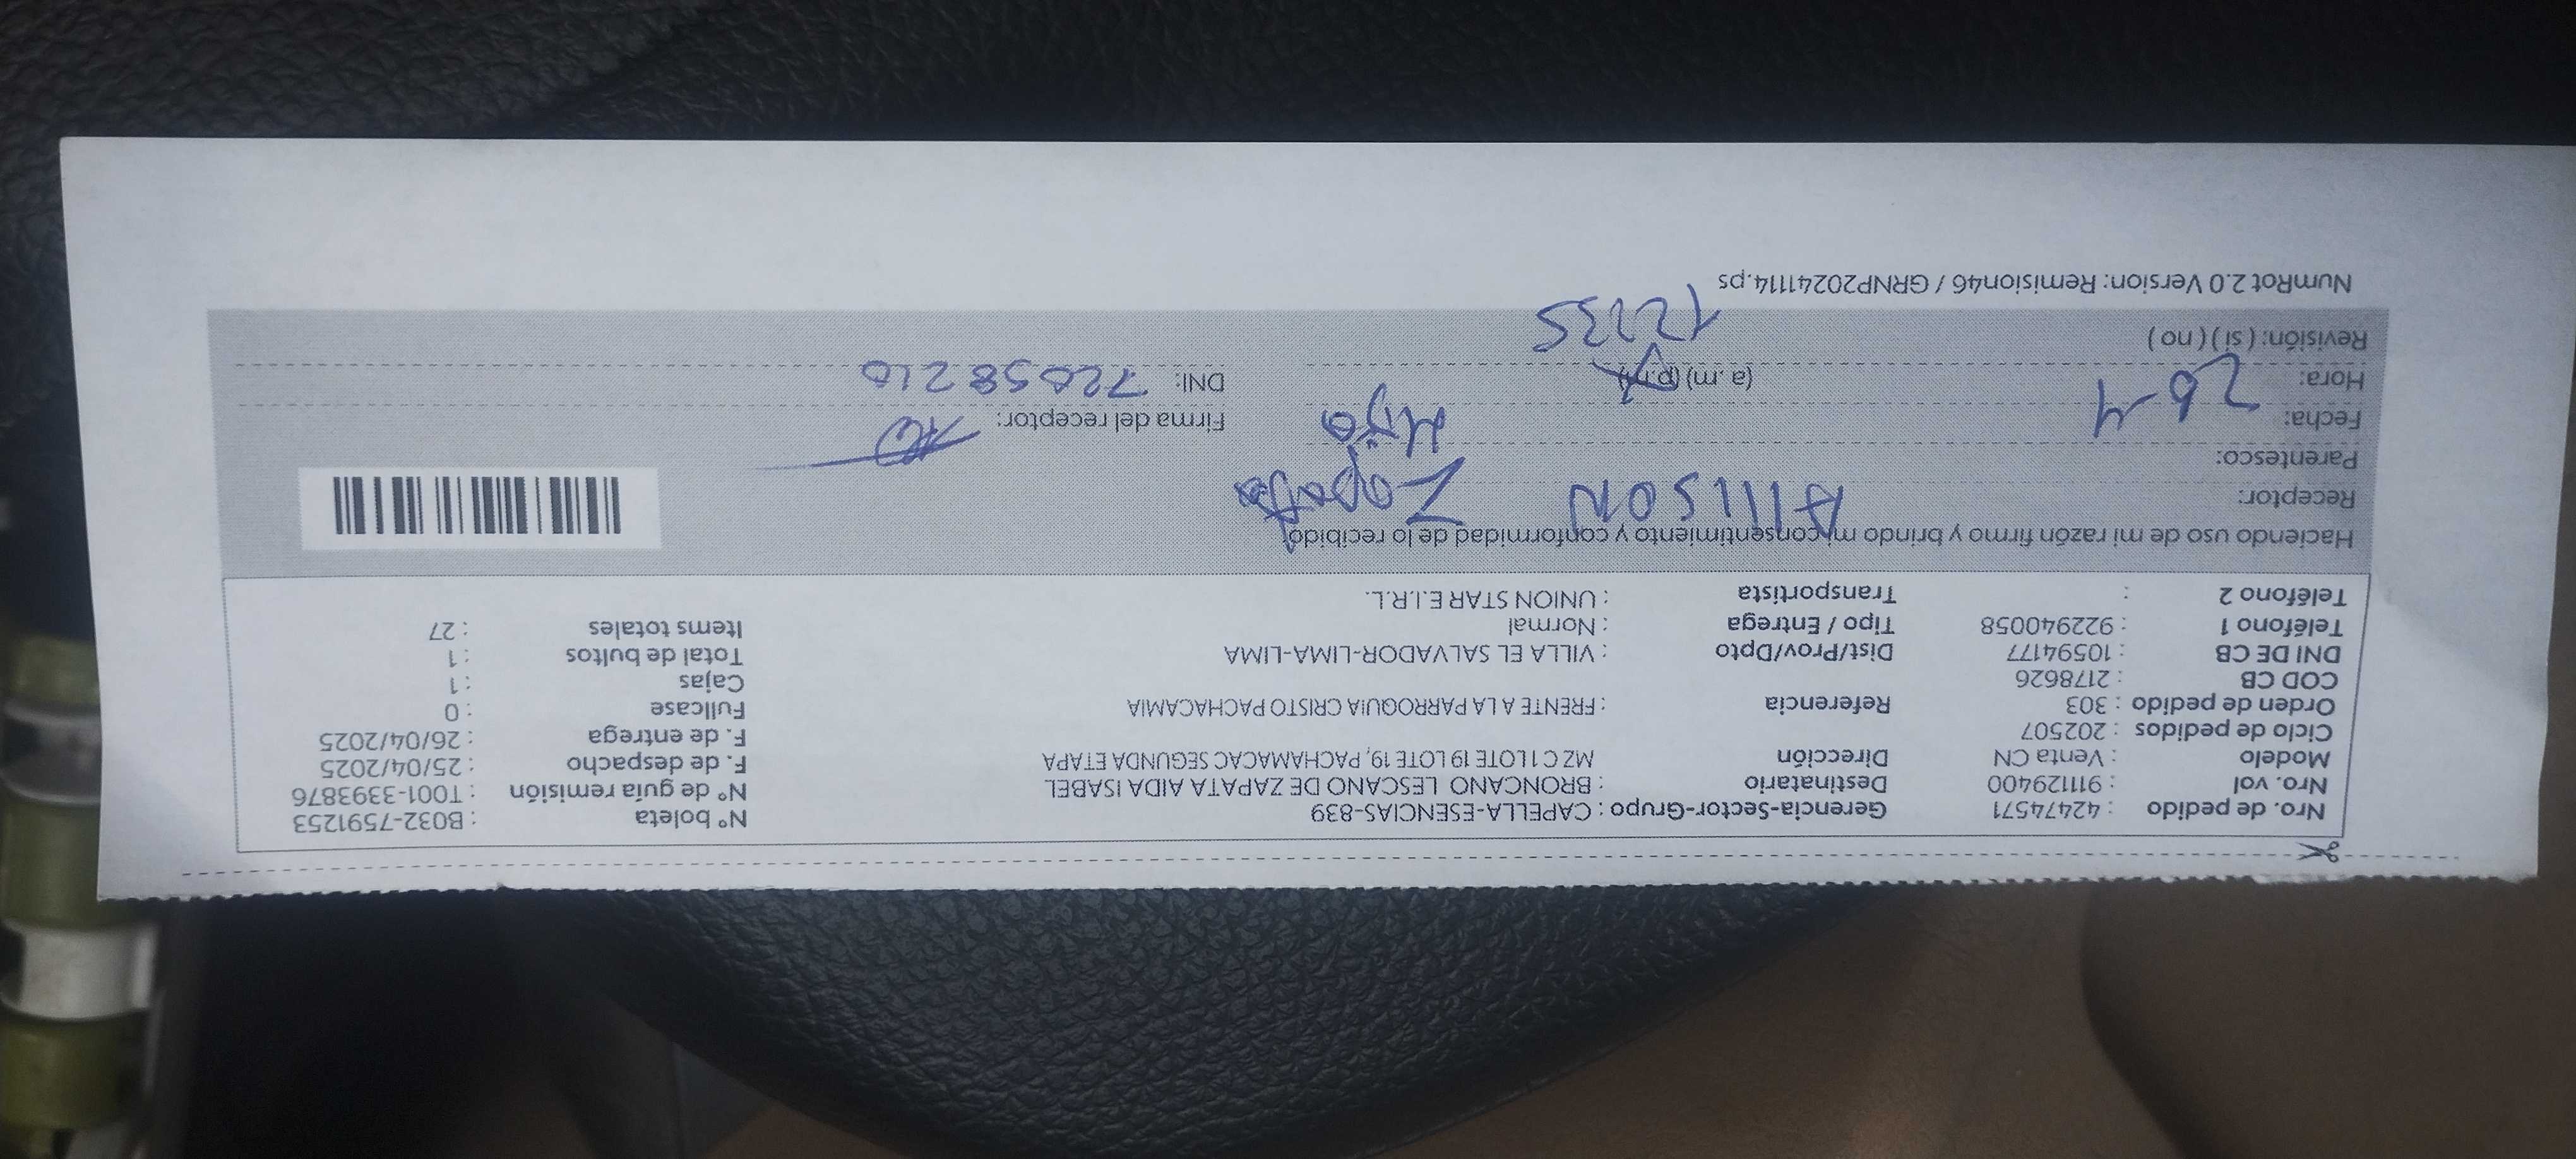 Nro. de pedido : 42474571 Gerencia-Sector-Grupo : CAPELLA-ESENCIAS-839 N° boleta : B032-7591253
Nro. vol : 911129400 Destinatario : BRONCANO LESCANO DE ZAPATA AIDA ISABEL N° de guía remisión : T001-3393876
Modelo : Venta CN Dirección MZ C 1 LOTE 19 LOTE 19, PACHAMACAC SEGUNDA ETAPA F. de despacho : 25/04/2025
Ciclo de pedidos : 202507 F. de entrega : 26/04/2025
Orden de pedido : 303 Referencia : FRENTE A LA PARROQUIA CRISTO PACHACAMIA Fullcase : 0
COD CB : 2178626 Cajas : 1
DNI DE CB : 10594177 Dist/Prov/Dpto : VILLA EL SALVADOR-LIMA-LIMA Total de bultos : 1
Teléfono 1 : 922940058 Tipo / Entrega : Normal Items totales : 27
Teléfono 2 : Transportista : UNION STAR E.I.R.L.
Haciendo uso de mi razón firmo y brindo mi consentimiento y conformidad de lo recibido
Receptor: Allison Zapata
Parentesco: Hija
Fecha: 26-4 Firma del receptor:
Hora: (a.m) (p.m) DNI: 72058210
Revisión: ( si ) ( no )
NumRot 2.0 Version: Remision46 / GRNP20241114.ps